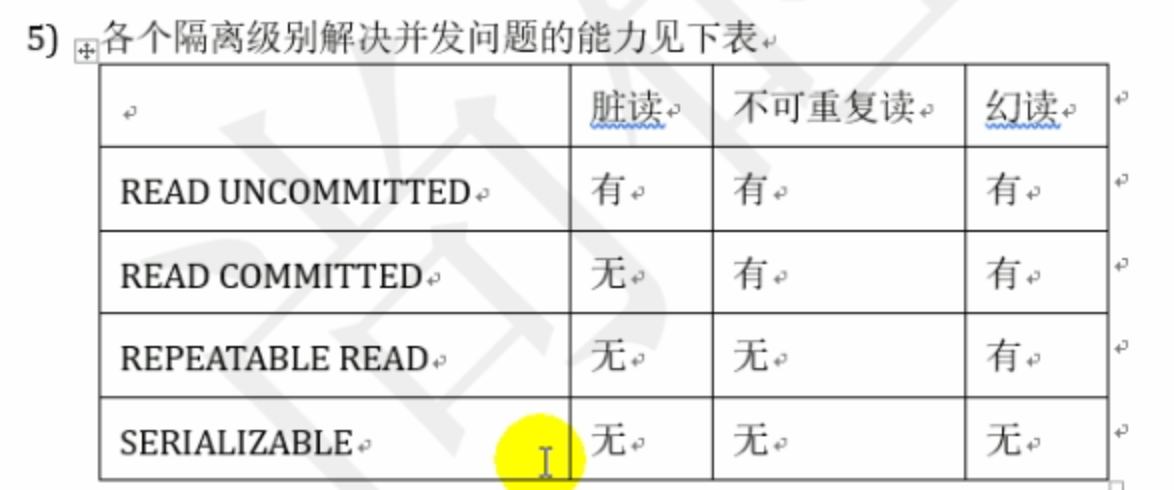 5) 各个隔离级别解决并发问题的能力见下表
脏读 不可重复读 幻读
READ UNCOMMITTED 有 有 有
READ COMMITTED 无 有 有
REPEATABLE READ 无 无 有
SERIALIZABLE 无 无 无